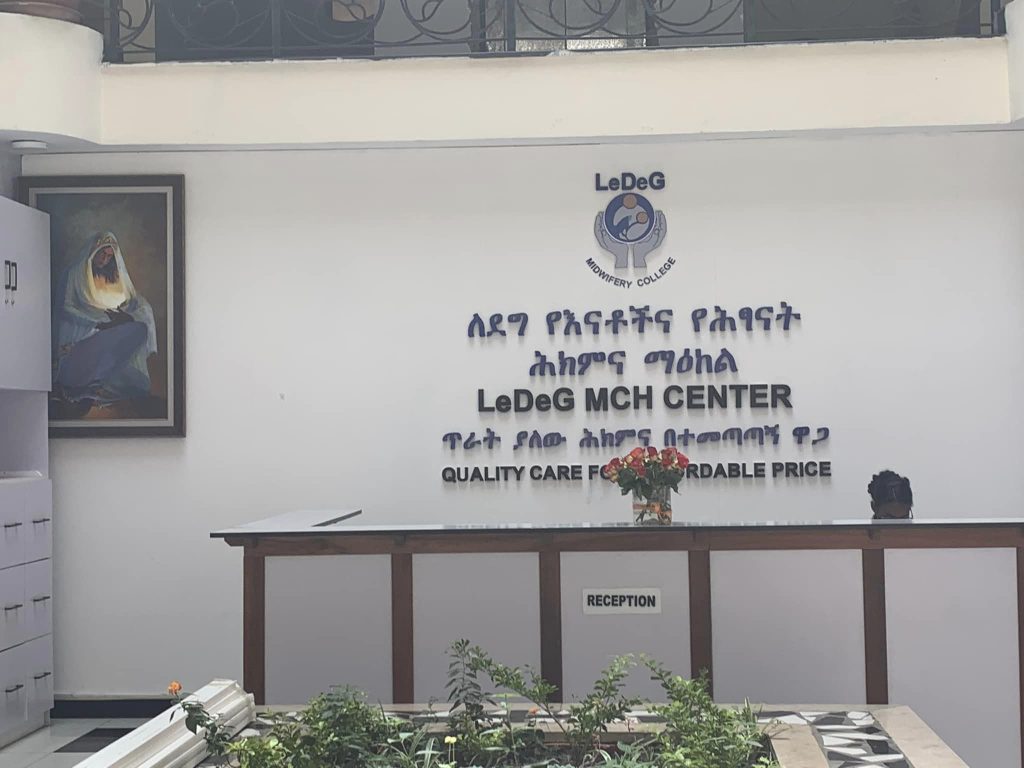 LeDeG
MIDWIFERY COLLEGE
ለደግ የእናቶችና የሕፃናት
ሕክምና ማዕከል
LeDeG MCH CENTER
ጥራት ያለው ሕክምና በተመጣጣኝ ዋጋ
QUALITY CARE RDABLE PRICE
RECEPTION